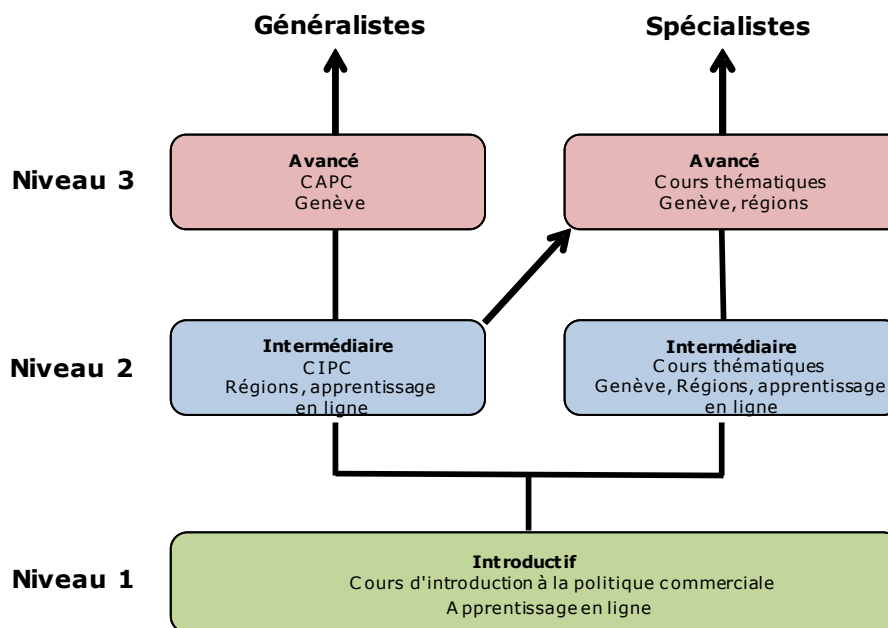 Généralistes
Spécialistes
Niveau 3
Avancé
CAPC
Genève
Avancé
Cours thématiques
Genève, régions
Niveau 2
Intermédiaire
CIPC
Régions, apprentissage
en ligne
Intermédiaire
Cours thématiques
Genève, Régions, apprentissage
en ligne
Niveau 1
Introductif
Cours d'introduction à la politique commerciale
Apprentissage en ligne